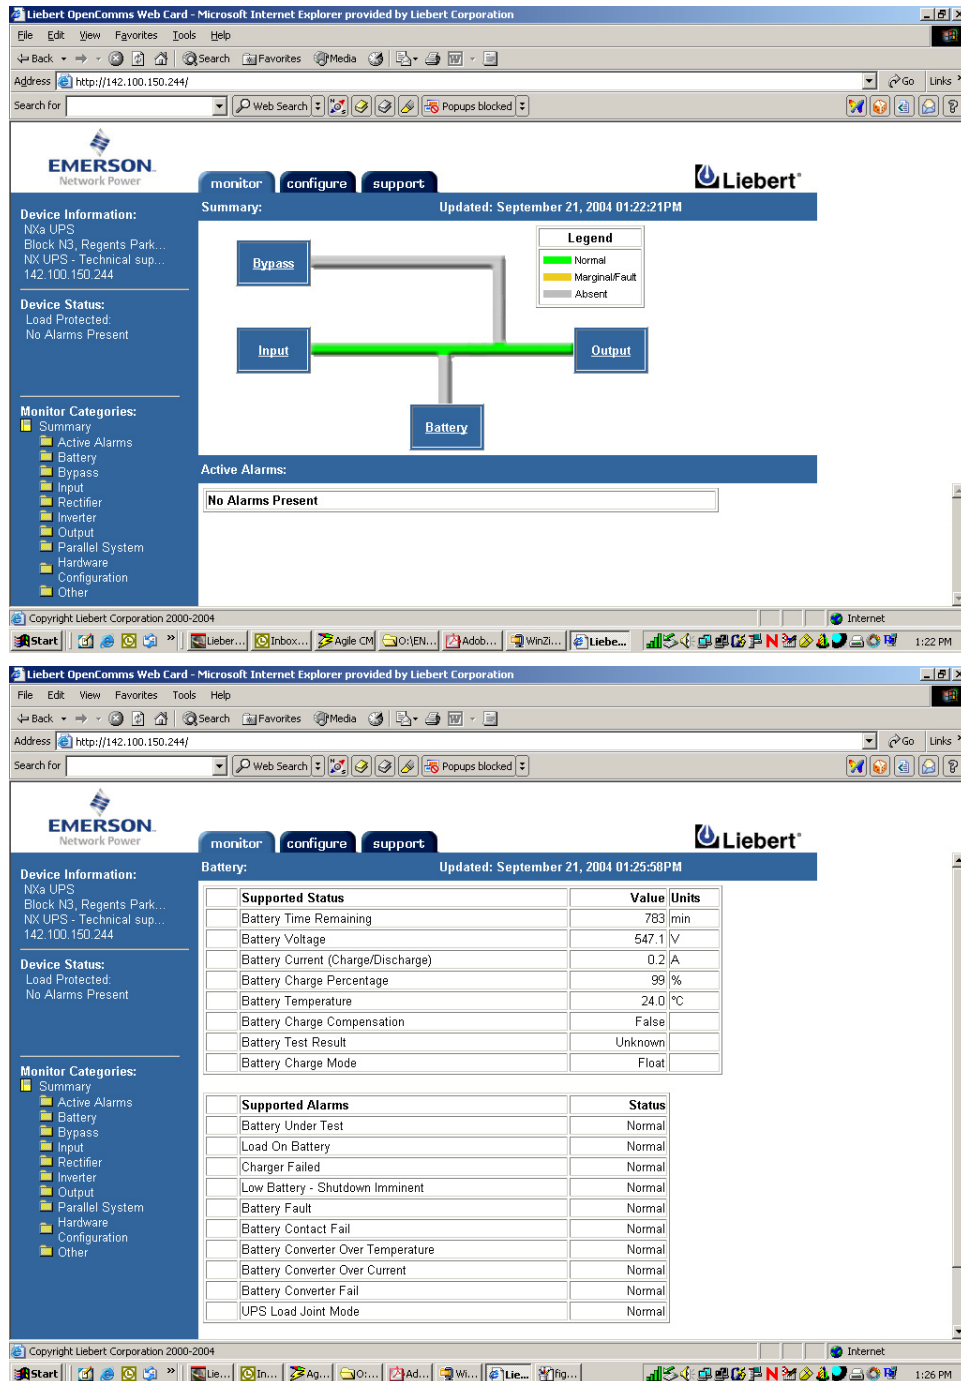 Liebert OpenComms Web Card - Microsoft Internet Explorer provided by Liebert Corporation
File Edit View Favorites Tools Help
Back Search Favorites Media
Address http://142.100.150.244/ Go Links »
Search for Web Search Popups blocked
EMERSON
Network Power
monitor configure support
Liebert
Device Information:
NXa UPS
Block N3, Regents Park...
NX UPS - Technical sup...
142.100.150.244
Device Status:
Load Protected:
No Alarms Present
Monitor Categories:
Summary
Active Alarms
Battery
Bypass
Input
Rectifier
Inverter
Output
Parallel System
Hardware
Configuration
Other
Summary: Updated: September 21, 2004 01:22:21PM
Legend
Normal
Marginal/Fault
Absent
Bypass
Input
Output
Battery
Active Alarms:
No Alarms Present
Copyright Liebert Corporation 2000-2004 Internet
Start » Lieber... Inbox... Agile CM O:\EN... Adob... WinZi... Liebe... 1:22 PM
Liebert OpenComms Web Card - Microsoft Internet Explorer provided by Liebert Corporation
File Edit View Favorites Tools Help
Back Search Favorites Media
Address http://142.100.150.244/ Go Links »
Search for Web Search Popups blocked
EMERSON
Network Power
monitor configure support
Liebert
Device Information:
NXa UPS
Block N3, Regents Park...
NX UPS - Technical sup...
142.100.150.244
Device Status:
Load Protected:
No Alarms Present
Monitor Categories:
Summary
Active Alarms
Battery
Bypass
Input
Rectifier
Inverter
Output
Parallel System
Hardware
Configuration
Other
Battery: Updated: September 21, 2004 01:25:58PM
Supported Status Value Units
Battery Time Remaining 783 min
Battery Voltage 547.1 V
Battery Current (Charge/Discharge) 0.2 A
Battery Charge Percentage 99 %
Battery Temperature 24.0 °C
Battery Charge Compensation False
Battery Test Result Unknown
Battery Charge Mode Float
Supported Alarms Status
Battery Under Test Normal
Load On Battery Normal
Charger Failed Normal
Low Battery - Shutdown Imminent Normal
Battery Fault Normal
Battery Contact Fail Normal
Battery Converter Over Temperature Normal
Battery Converter Over Current Normal
Battery Converter Fail Normal
UPS Load Joint Mode Normal
Copyright Liebert Corporation 2000-2004 Internet
Start » Lie... In... Ag... O:... Ad... Wi... Lie... fig... 1:26 PM